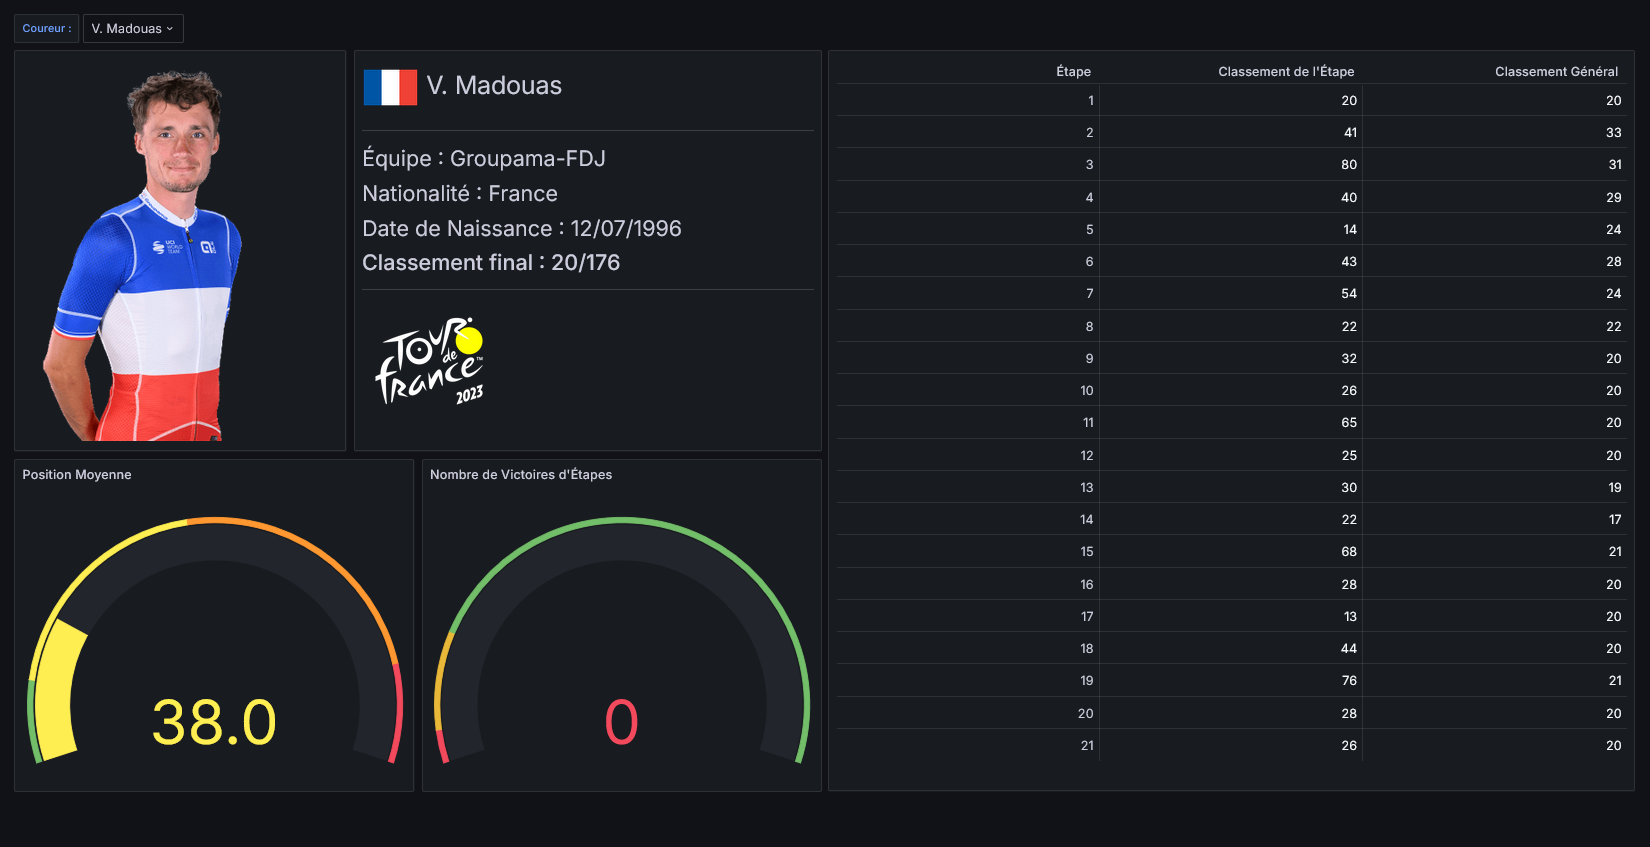 Coureur :
V. Madouas
V. Madouas
Équipe : Groupama-FDJ
Nationalité : France
Date de Naissance : 12/07/1996
Classement final : 20/176
UCI
WORLD
TEAM
TOUR
de
france™
2023
Position Moyenne
38.0
Nombre de Victoires d'Étapes
0
Étape Classement de l'Étape Classement Général
1 20 20
2 41 33
3 80 31
4 40 29
5 14 24
6 43 28
7 54 24
8 22 22
9 32 20
10 26 20
11 65 20
12 25 20
13 30 19
14 22 17
15 68 21
16 28 20
17 13 20
18 44 20
19 76 21
20 28 20
21 26 20